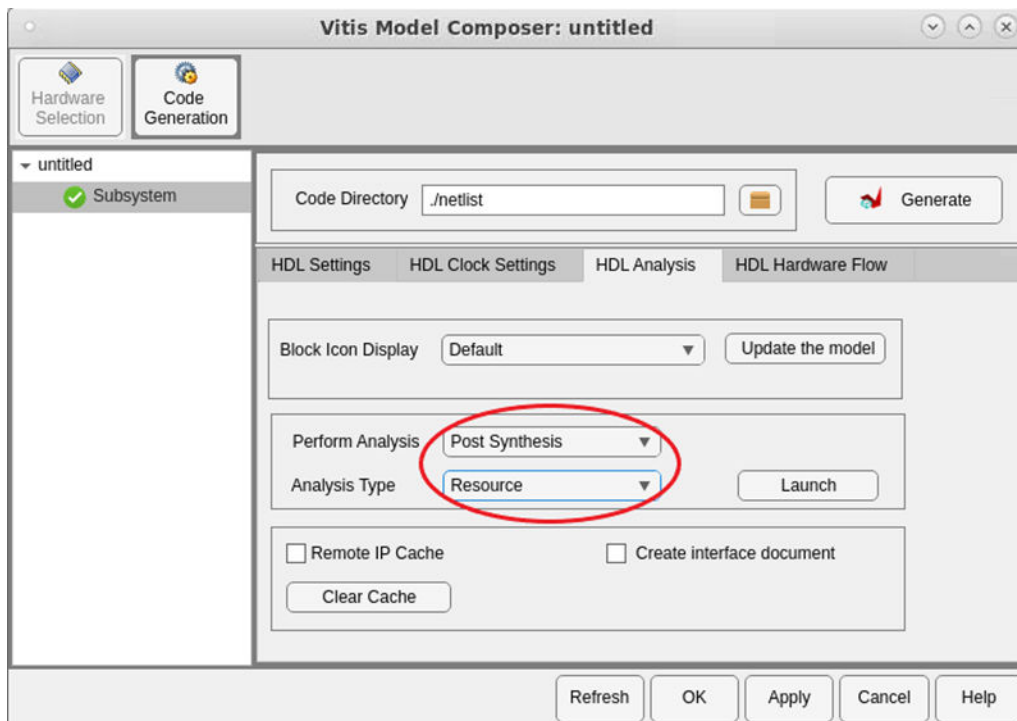 Vitis Model Composer: untitled
Hardware
Selection
Code
Generation
untitled
Subsystem
Code Directory ./netlist Generate
HDL Settings HDL Clock Settings HDL Analysis HDL Hardware Flow
Block Icon Display Default Update the model
Perform Analysis Post Synthesis
Analysis Type Resource Launch
Remote IP Cache Create interface document
Clear Cache
Refresh OK Apply Cancel Help